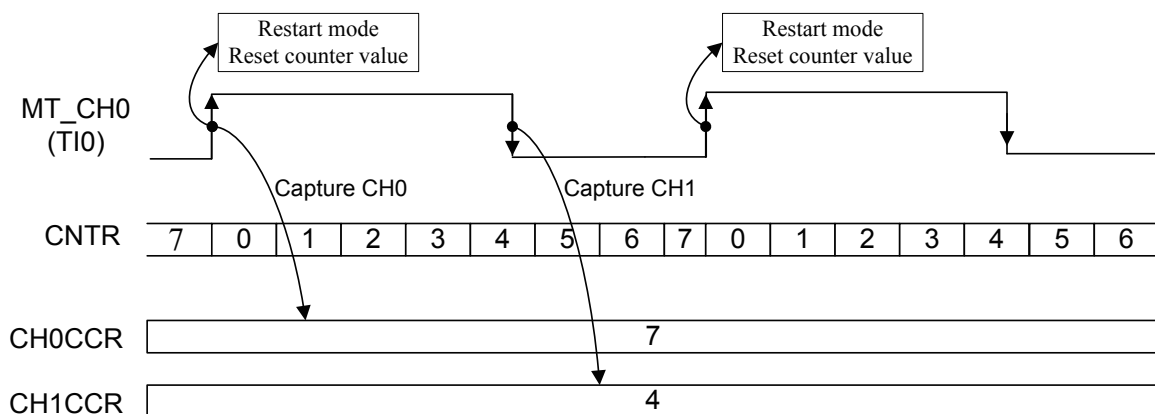 Restart mode
Reset counter value
Restart mode
Reset counter value
MT_CH0
(TI0)
Capture CH0
Capture CH1
CNTR 7 0 1 2 3 4 5 6 7 0 1 2 3 4 5 6
CH0CCR 7
CH1CCR 4